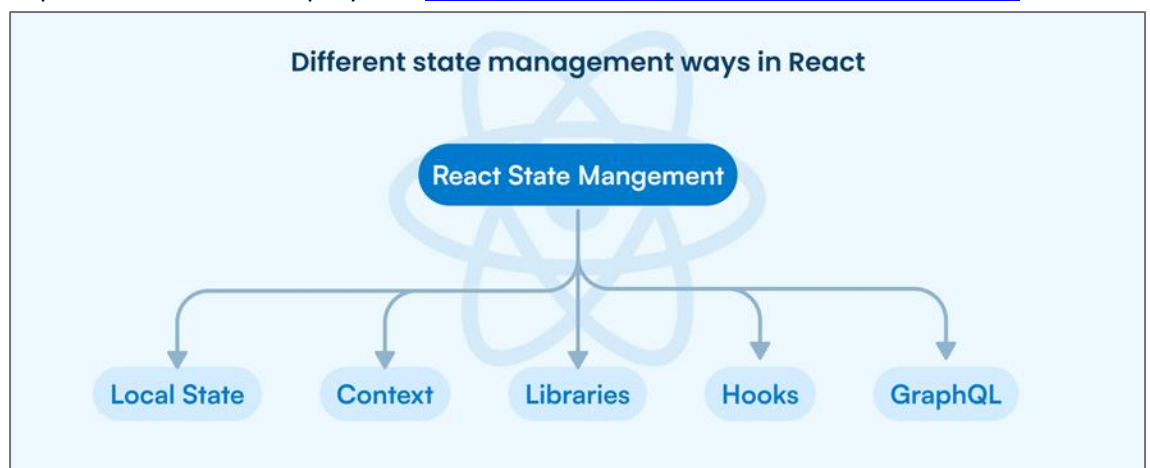 Different state management ways in React
React State Mangement
Local State
Context
Libraries
Hooks
GraphQL